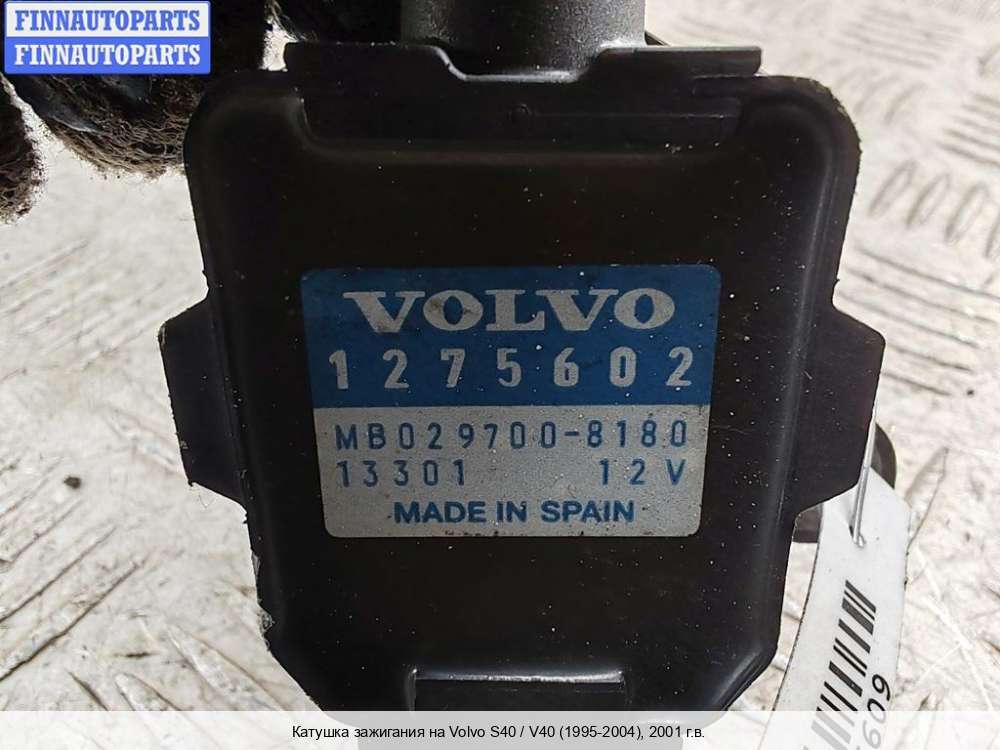 FINNAUTOPARTS
FINNAUTOPARTS
VOLVO
1275602
MB029700-8180
13301 12V
MADE IN SPAIN
609
Катушка зажигания на Volvo S40 / V40 (1995-2004), 2001 г.в.